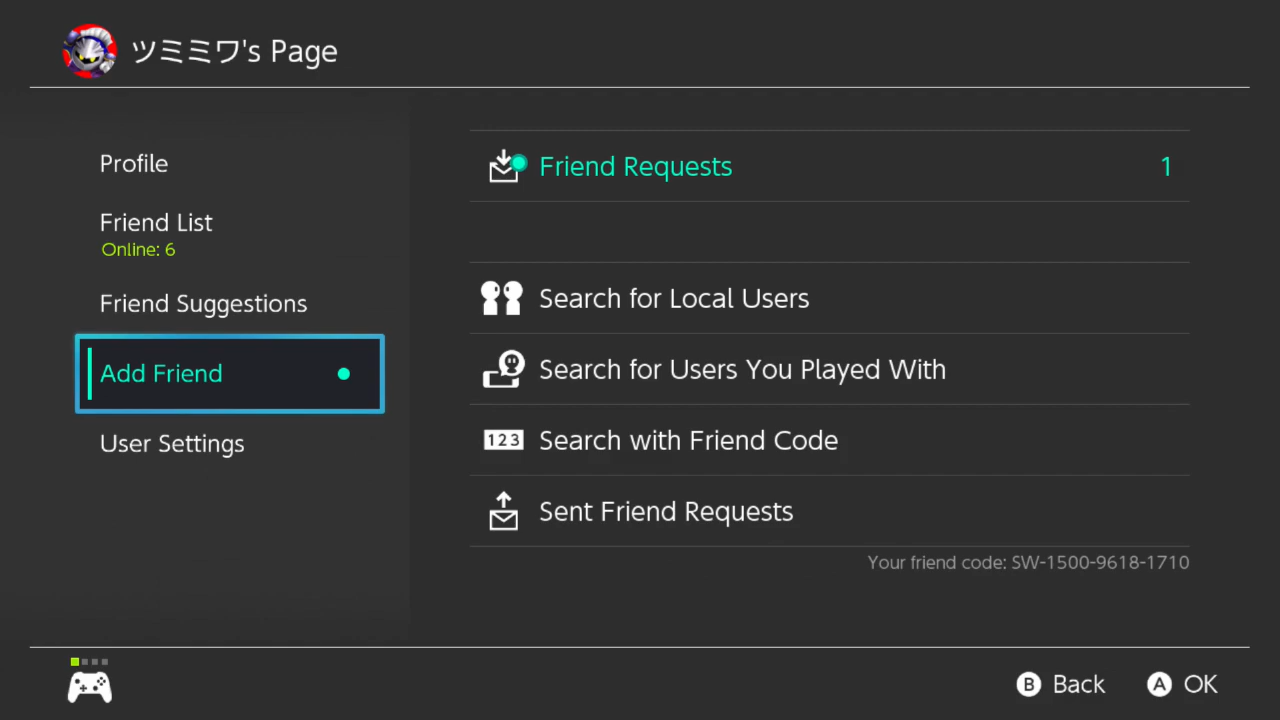 ツミミワ's Page
Profile
Friend List
Online: 6
Friend Suggestions
Add Friend
User Settings
Friend Requests 1
Search for Local Users
Search for Users You Played With
123 Search with Friend Code
Sent Friend Requests
Your friend code: SW-1500-9618-1710
B Back A OK